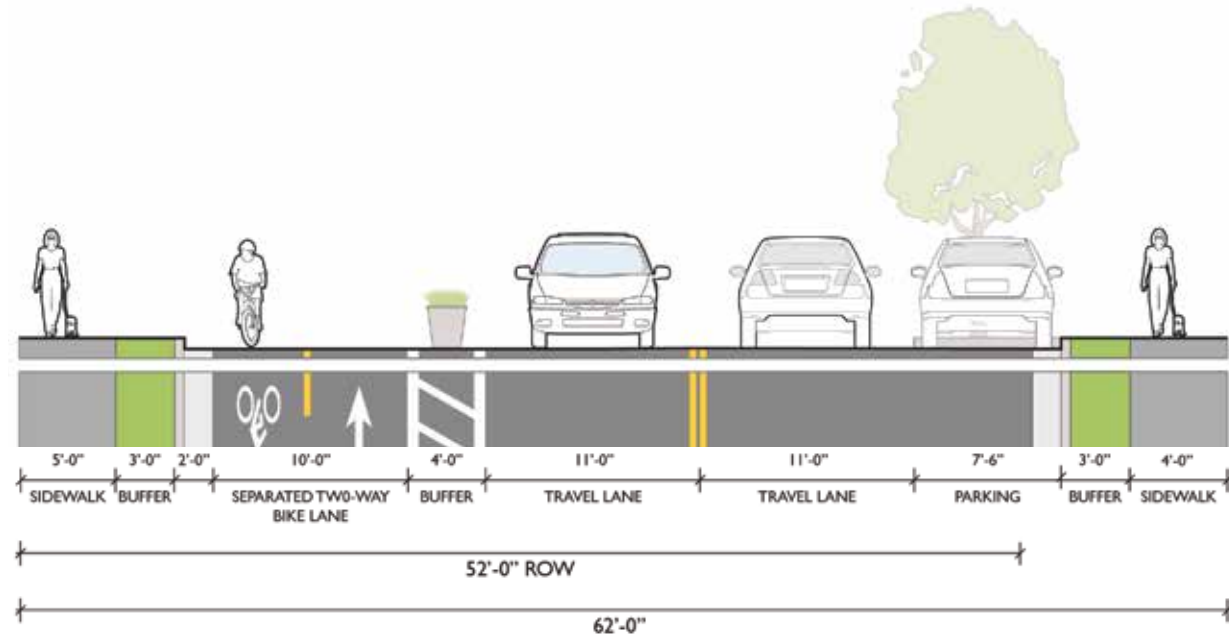 5'-0"
3'-0"
2'-0"
10'-0"
4'-0"
11'-0"
11'-0"
7'-6"
3'-0"
4'-0"
SIDEWALK
BUFFER
SEPARATED TWO-WAY
BIKE LANE
BUFFER
TRAVEL LANE
TRAVEL LANE
PARKING
BUFFER
SIDEWALK
52'-0" ROW
62'-0"